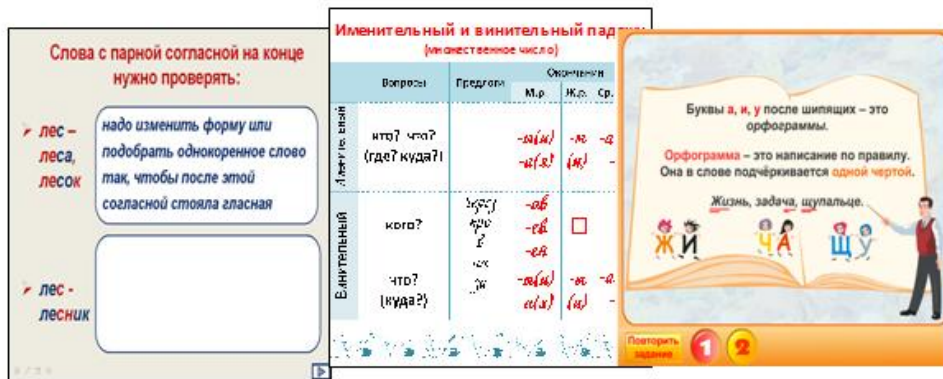 Слова с парной согласной на конце
нужно проверять:
лес –
леса,
лесок
надо изменить форму или
подобрать однокоренное слово
так, чтобы после этой
согласной стояла гласная
лес -
лесник
Именительный и винительный
(множественное число)
Вопросы
Предлоги
Окончания
М.р.
Ж.р.
Ср.
кто? что?
(где? куда?)
Винительный
кого?
-ов
-ев
-ей
что?
(куда?)
Буквы а, и, у после шипящих – это
орфограммы.
Орфограмма – это написание по правилу.
Она в слове подчёркивается одной чертой.
Жизнь, задача, щупальце.
ЖИ
ЧА
ЩУ
Повторить
задание
1
2